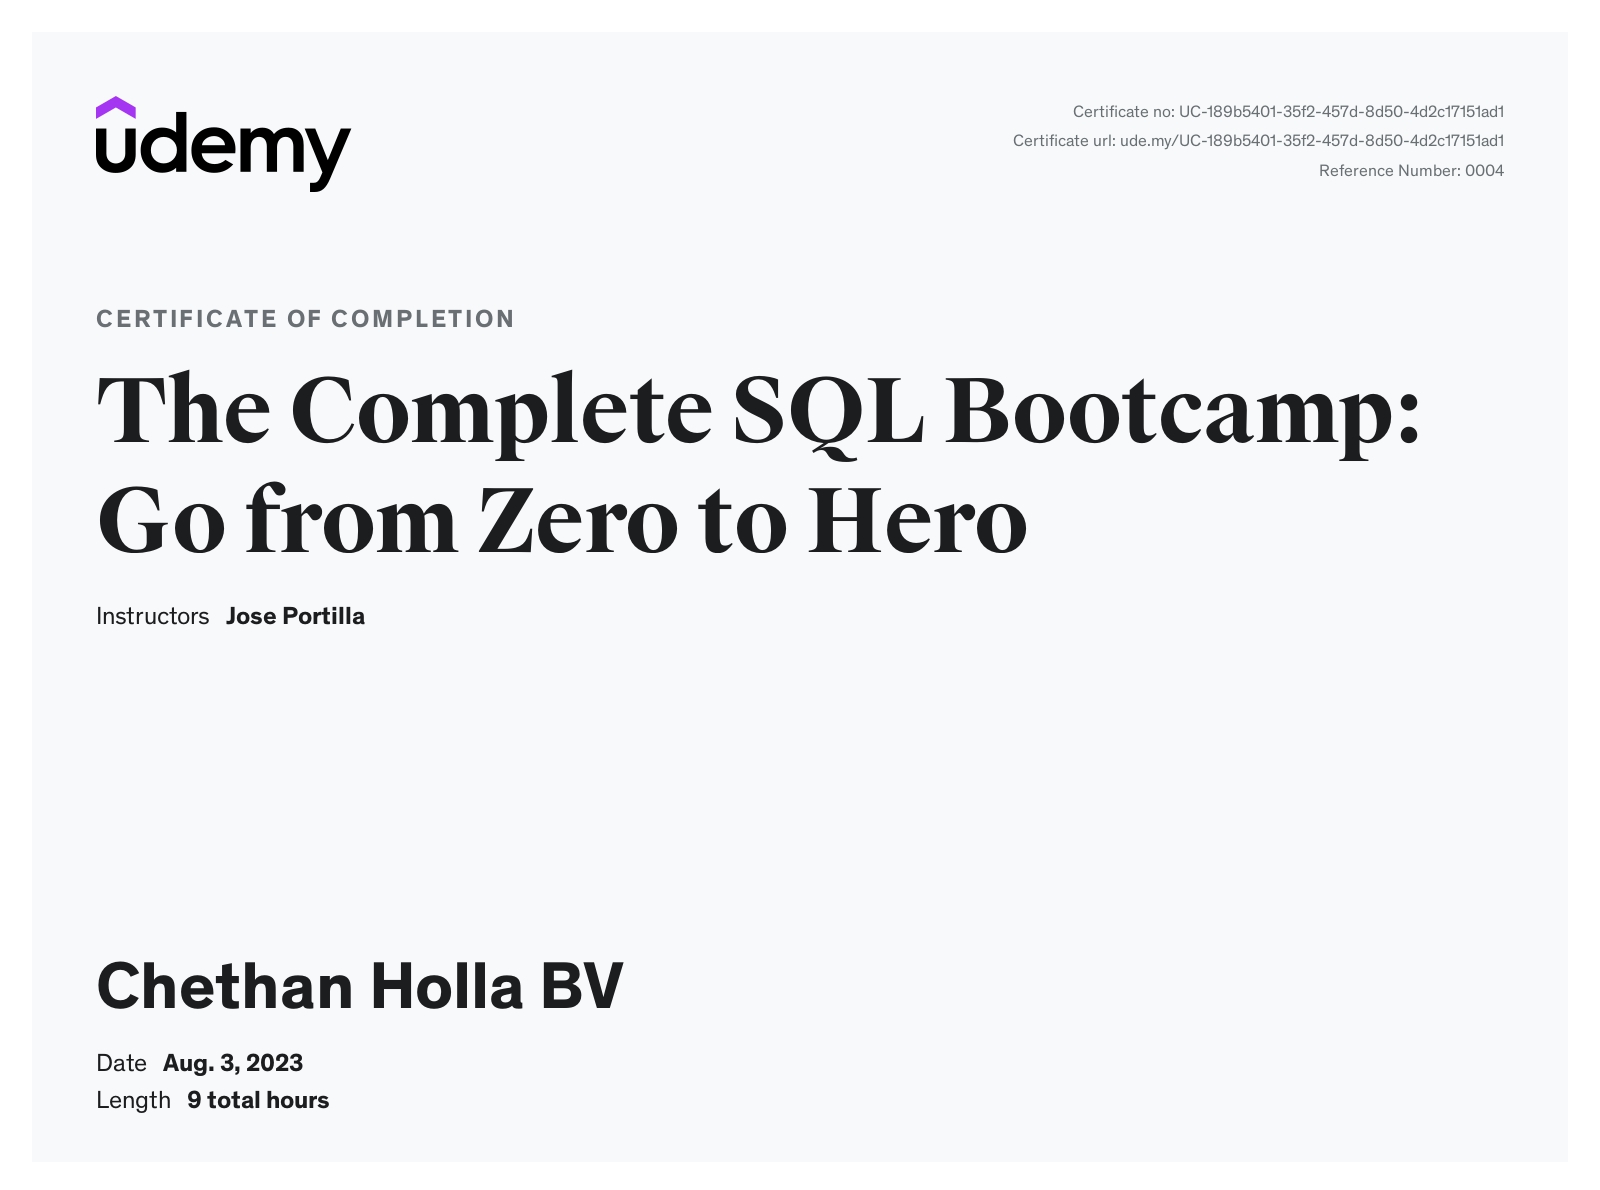 udemy
Certificate no: UC-189b5401-35f2-457d-8d50-4d2c17151ad1
Certificate url: ude.my/UC-189b5401-35f2-457d-8d50-4d2c17151ad1
Reference Number: 0004
CERTIFICATE OF COMPLETION
The Complete SQL Bootcamp:
Go from Zero to Hero
Instructors Jose Portilla
Chethan Holla BV
Date Aug. 3, 2023
Length 9 total hours